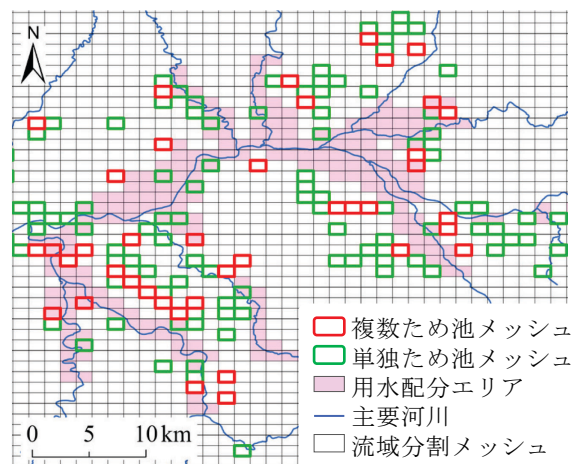 N
複数ため池メッシュ
単独ため池メッシュ
用水配分エリア
主要河川
流域分割メッシュ
0 5 10 km